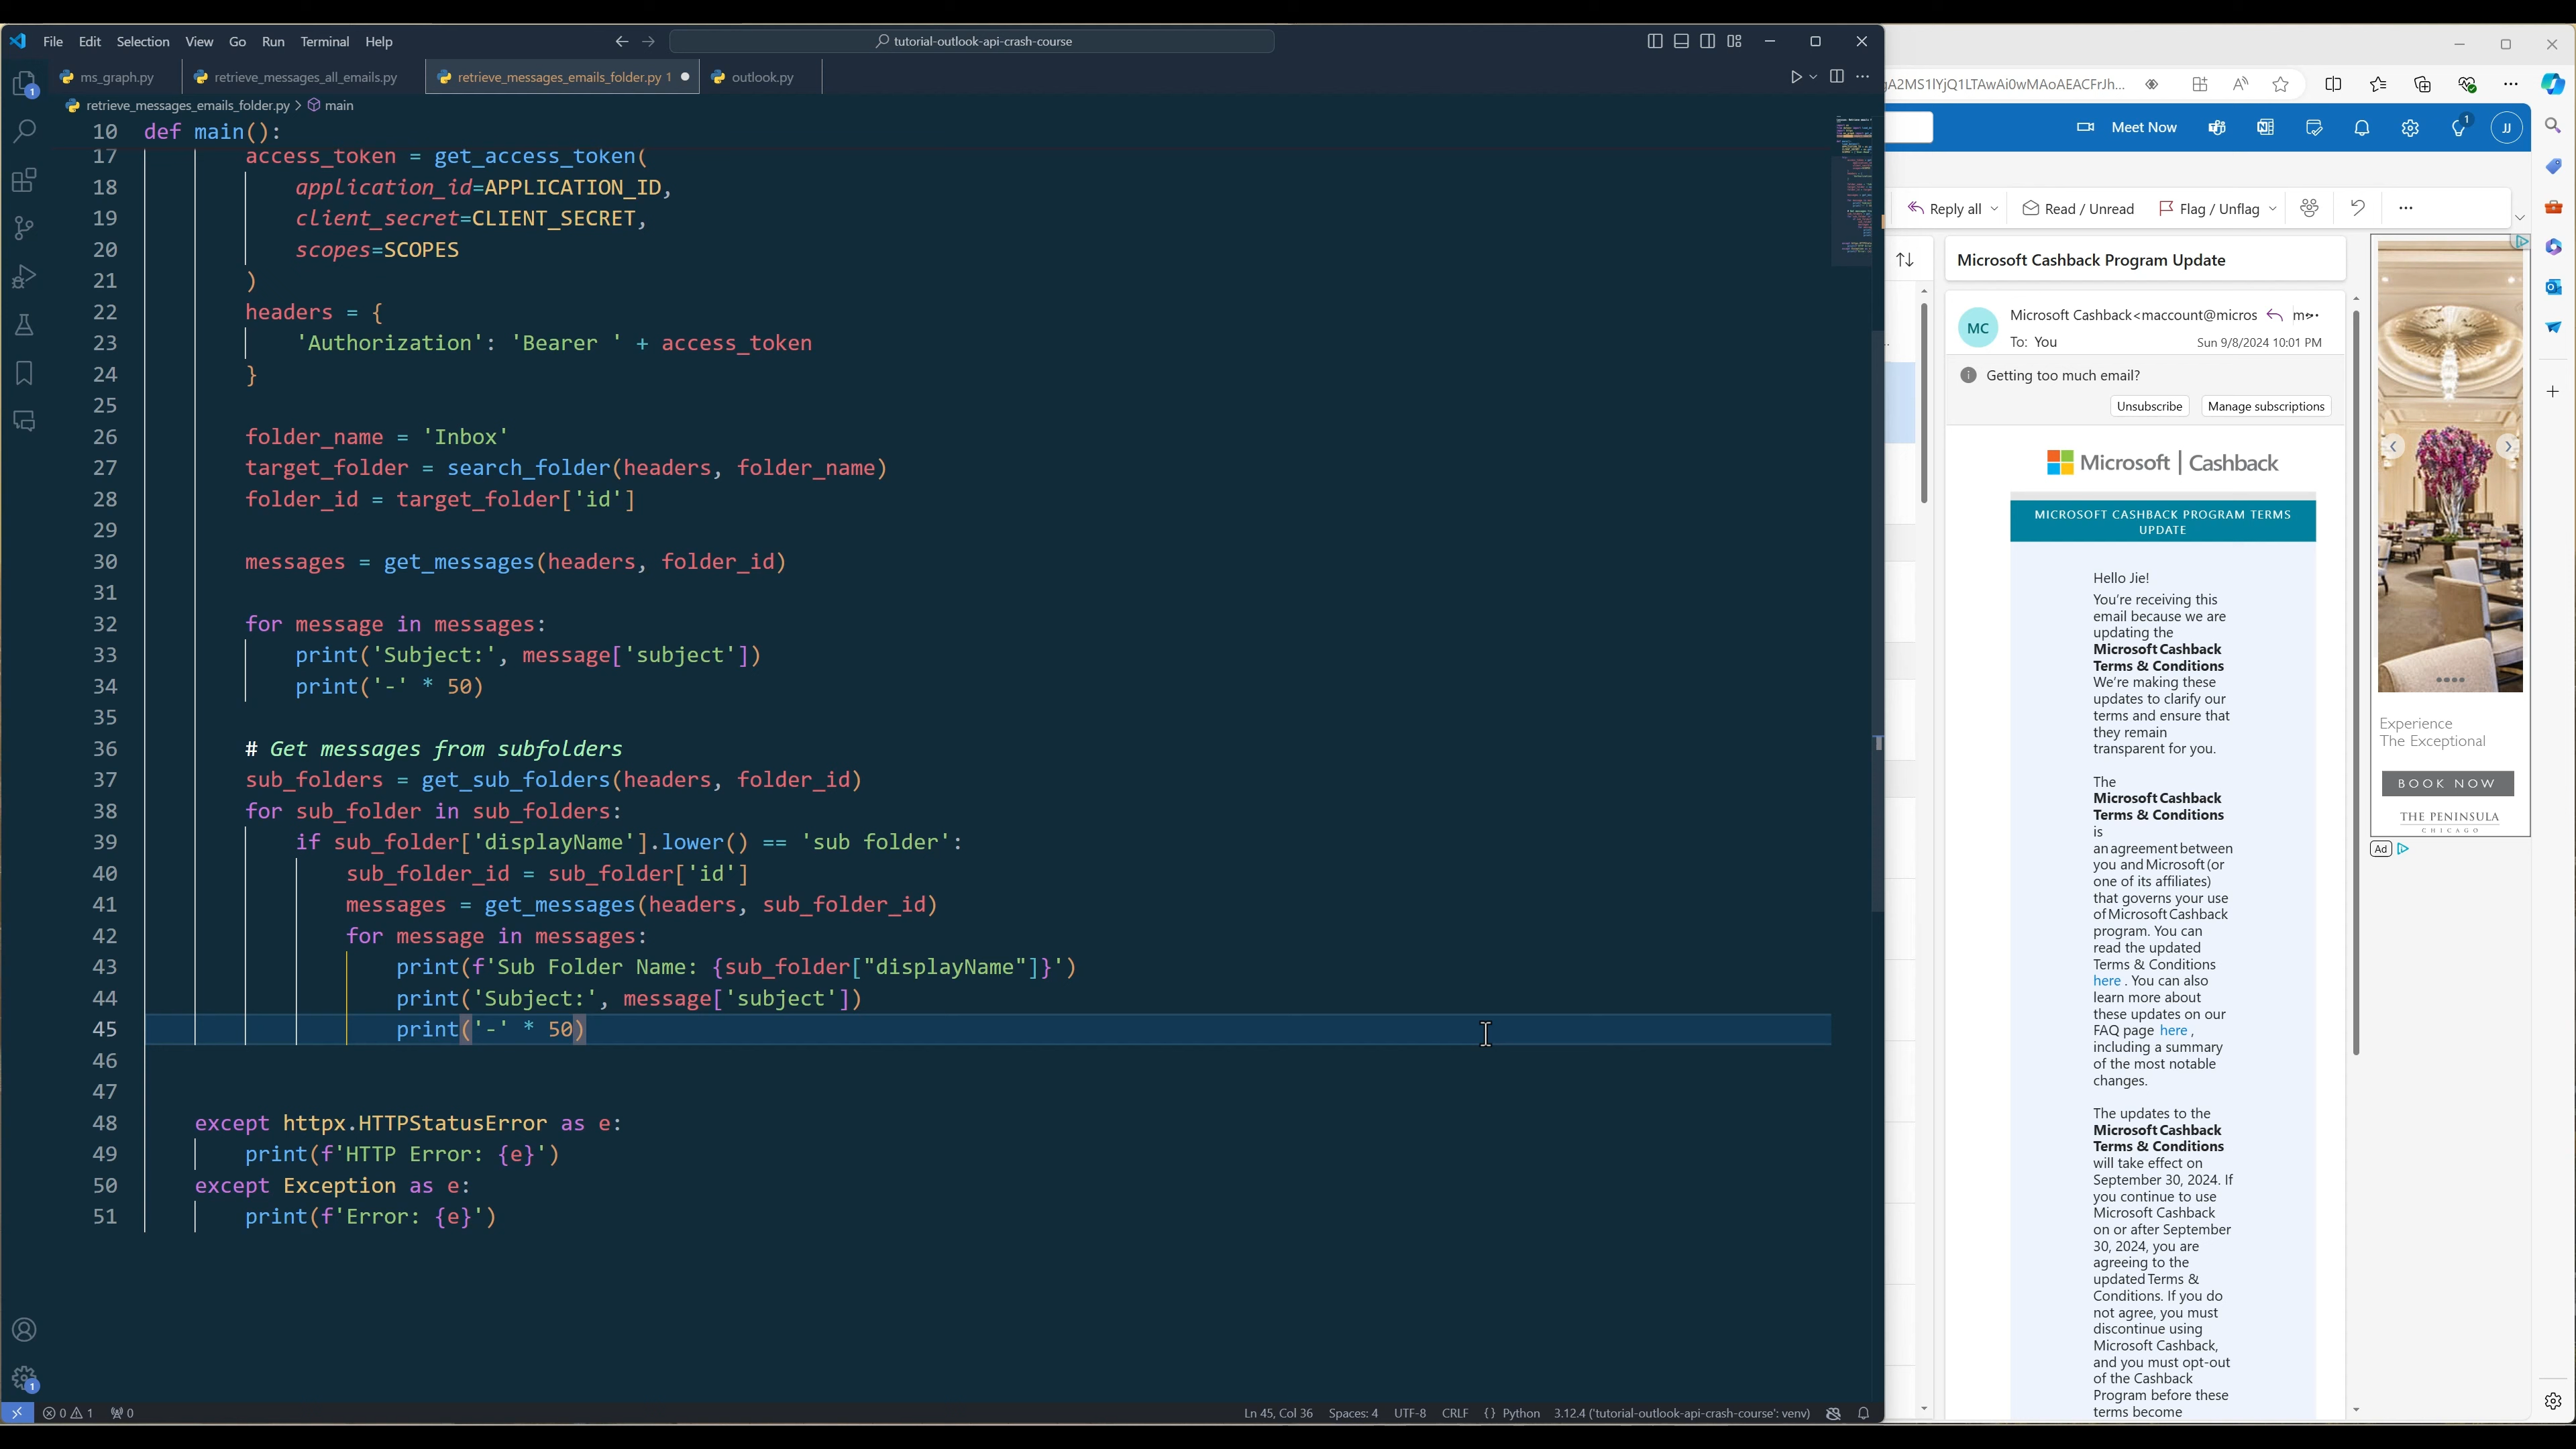 File Edit Selection View Go Run Terminal Help
tutorial-outlook-api-crash-course
ms_graph.py
retrieve_messages_all_emails.py
retrieve_messages_emails_folder.py 1
outlook.py
retrieve_messages_emails_folder.py > main
10 def main():
17 access_token = get_access_token(
18 application_id=APPLICATION_ID,
19 client_secret=CLIENT_SECRET,
20 scopes=SCOPES
21 )
22 headers = {
23 'Authorization': 'Bearer ' + access_token
24 }
25
26 folder_name = 'Inbox'
27 target_folder = search_folder(headers, folder_name)
28 folder_id = target_folder['id']
29
30 messages = get_messages(headers, folder_id)
31
32 for message in messages:
33 print('Subject:', message['subject'])
34 print('-' * 50)
35
36 # Get messages from subfolders
37 sub_folders = get_sub_folders(headers, folder_id)
38 for sub_folder in sub_folders:
39 if sub_folder['displayName'].lower() == 'sub folder':
40 sub_folder_id = sub_folder['id']
41 messages = get_messages(headers, sub_folder_id)
42 for message in messages:
43 print(f'Sub Folder Name: {sub_folder["displayName"]}')
44 print('Subject:', message['subject'])
45 print('-' * 50)
46
47
48 except httpx.HTTPStatusError as e:
49 print(f'HTTP Error: {e}')
50 except Exception as e:
51 print(f'Error: {e}')
1
1
0 1 0
Ln 45, Col 36 Spaces: 4 UTF-8 CRLF {} Python 3.12.4 ('tutorial-outlook-api-crash-course': venv)
Meet Now
1
JJ
Reply all
Read / Unread
Flag / Unflag
Microsoft Cashback Program Update
MC
Microsoft Cashback<maccount@micros
To: You
Sun 9/8/2024 10:01 PM
Getting too much email?
Unsubscribe
Manage subscriptions
Microsoft | Cashback
MICROSOFT CASHBACK PROGRAM TERMS
UPDATE
Hello Jie!
You're receiving this
email because we are
updating the
Microsoft Cashback
Terms & Conditions
We're making these
updates to clarify our
terms and ensure that
they remain
transparent for you.
The
Microsoft Cashback
Terms & Conditions
is
an agreement between
you and Microsoft (or
one of its affiliates)
that governs your use
of Microsoft Cashback
program. You can
read the updated
Terms & Conditions
here . You can also
learn more about
these updates on our
FAQ page here ,
including a summary
of the most notable
changes.
The updates to the
Microsoft Cashback
Terms & Conditions
will take effect on
September 30, 2024. If
you continue to use
Microsoft Cashback
on or after September
30, 2024, you are
agreeing to the
updated Terms &
Conditions. If you do
not agree, you must
discontinue using
Microsoft Cashback,
and you must opt-out
of the Cashback
Program before these
terms become
Experience
The Exceptional
BOOK NOW
THE PENINSULA
CHICAGO
Ad